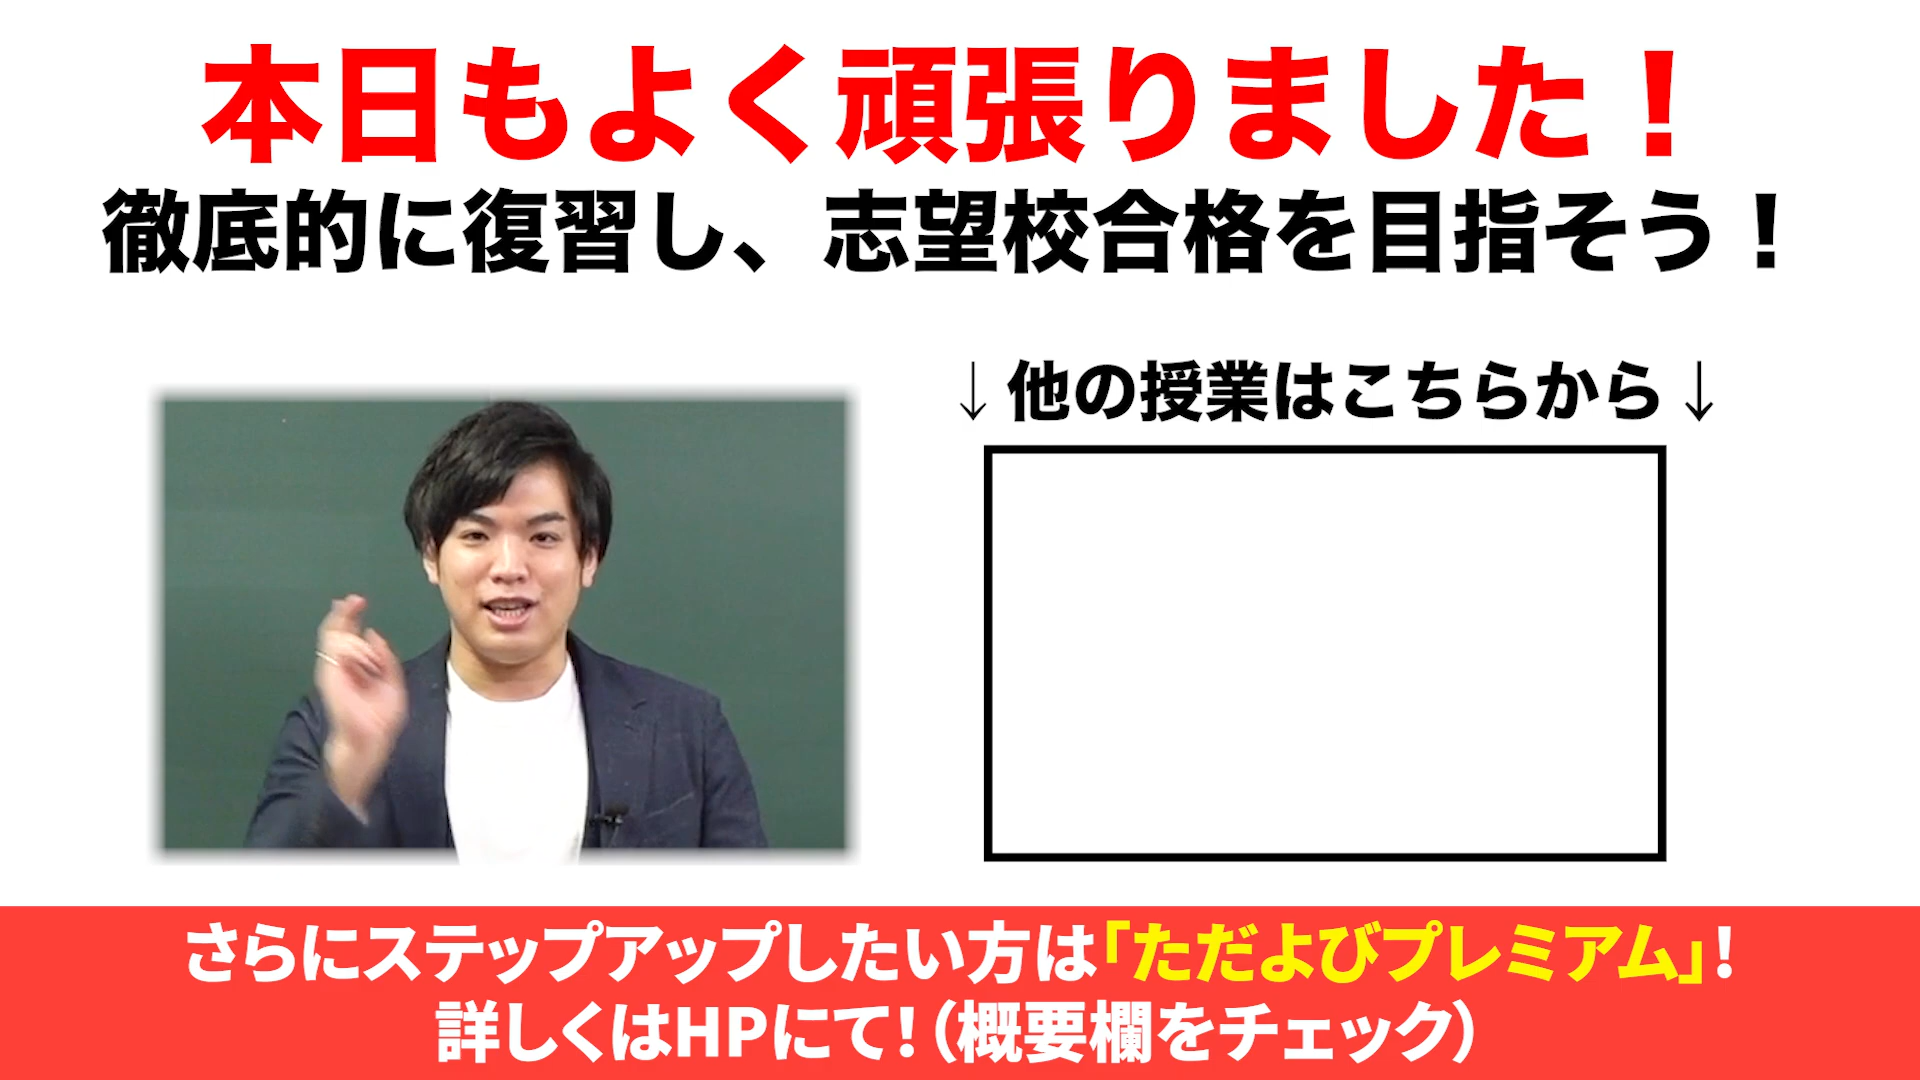 本日もよく頑張りました！
徹底的に復習し、志望校合格を目指そう！
↓他の授業はこちらから↓
さらにステップアップしたい方は「ただよびプレミアム」！
詳しくはHPにて！（概要欄をチェック）